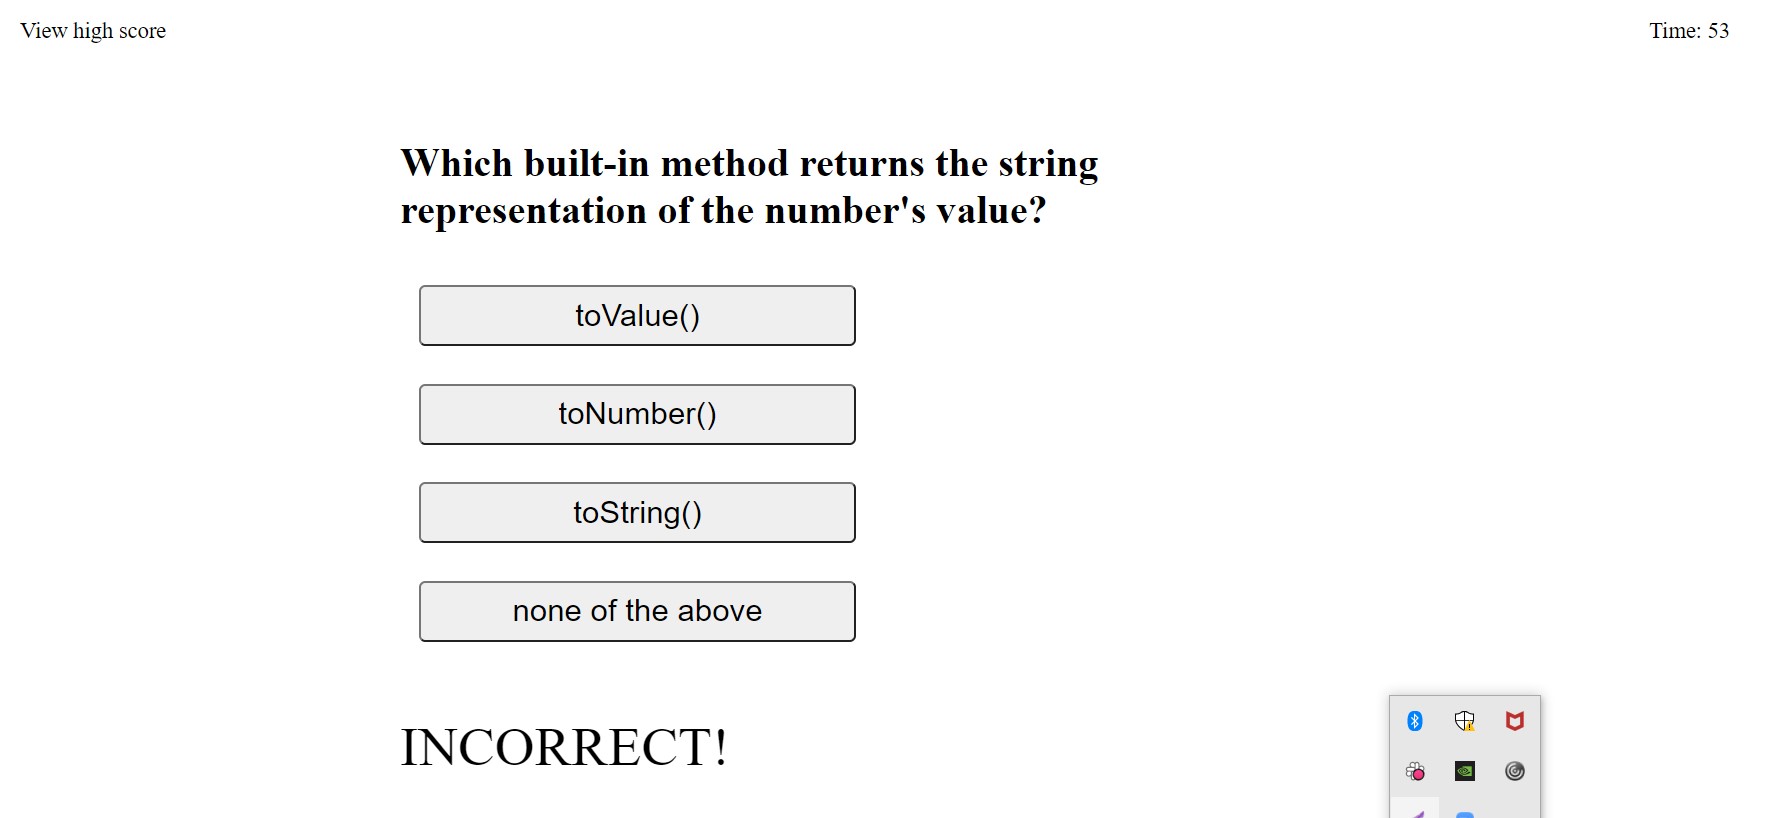 View high score
Time: 53
Which built-in method returns the string
representation of the number's value?
toValue()
toNumber()
toString()
none of the above
INCORRECT!